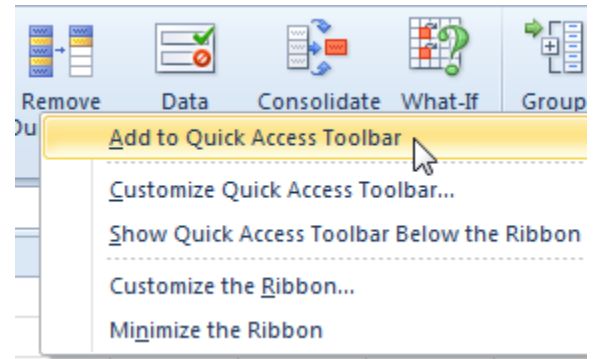 Remove Data Consolidate What-If Group
Du
Add to Quick Access Toolbar
Customize Quick Access Toolbar...
Show Quick Access Toolbar Below the Ribbon
Customize the Ribbon...
Minimize the Ribbon